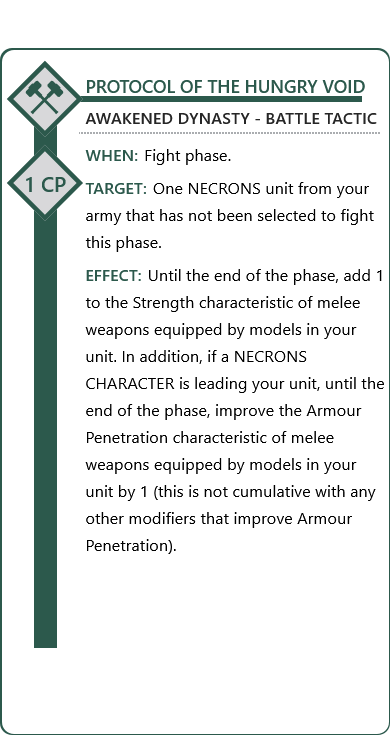 PROTOCOL OF THE HUNGRY VOID
AWAKENED DYNASTY - BATTLE TACTIC
WHEN: Fight phase.
1 CP
TARGET: One NECRONS unit from your
army that has not been selected to fight
this phase.
EFFECT: Until the end of the phase, add 1
to the Strength characteristic of melee
weapons equipped by models in your
unit. In addition, if a NECRONS
CHARACTER is leading your unit, until the
end of the phase, improve the Armour
Penetration characteristic of melee
weapons equipped by models in your
unit by 1 (this is not cumulative with any
other modifiers that improve Armour
Penetration).